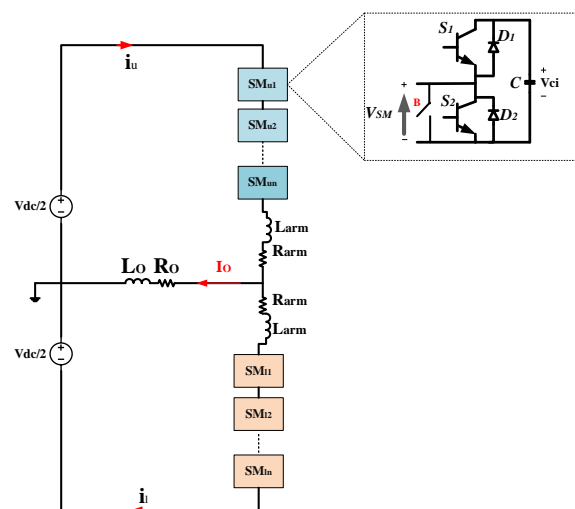 iu
SMu1
SMu2
SMun
Vdc/2
+
−
Larm
Rarm
LO RO
IO
Rarm
Larm
Vdc/2
+
−
SMl1
SMl2
SMln
il
S1
D1
C
+
Vci
−
+
B
VSM
−
S2
D2